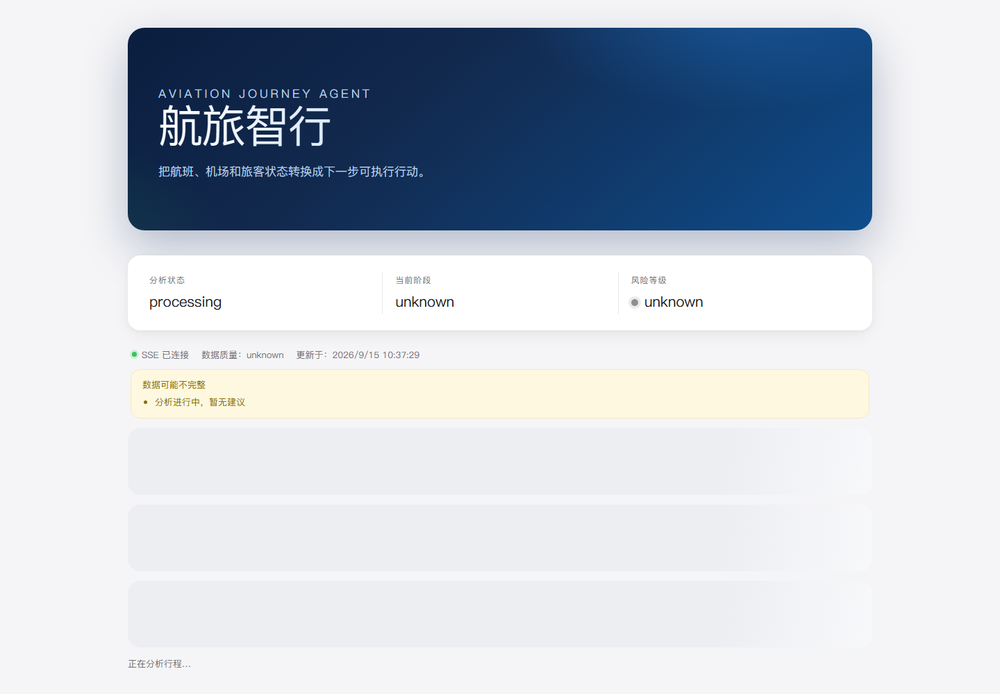 AVIATION JOURNEY AGENT
航旅智行
把航班、机场和旅客状态转换成下一步可执行行动。
分析状态
processing
当前阶段
unknown
风险等级
unknown
SSE 已连接 数据质量：unknown 更新于：2026/9/15 10:37:29
数据可能不完整
• 分析进行中，暂无建议
正在分析行程...